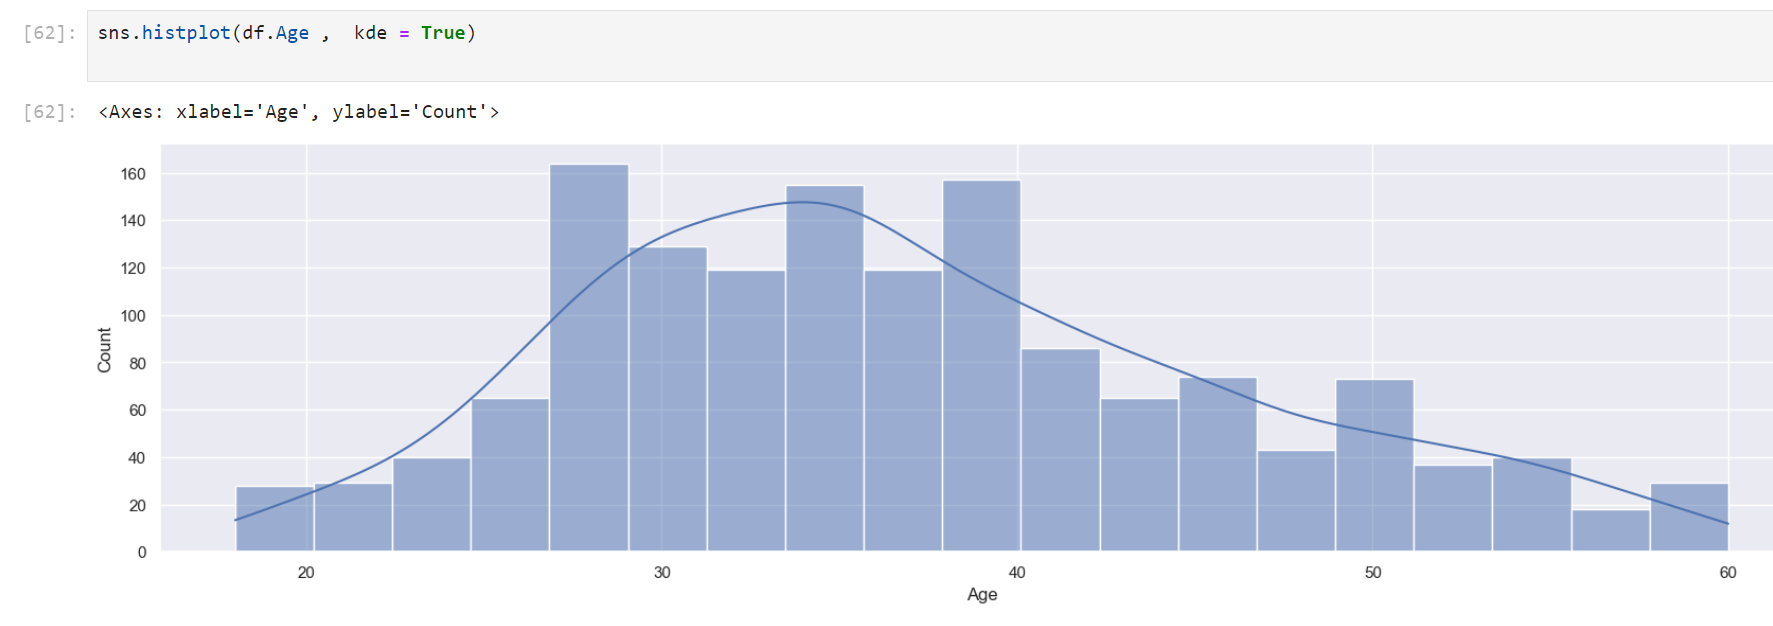 [62]: sns.histplot(df.Age ,  kde = True)
[62]: <Axes: xlabel='Age', ylabel='Count'>
160
140
120
100
80
60
40
20
0
Count
20 30 40 50 60
Age